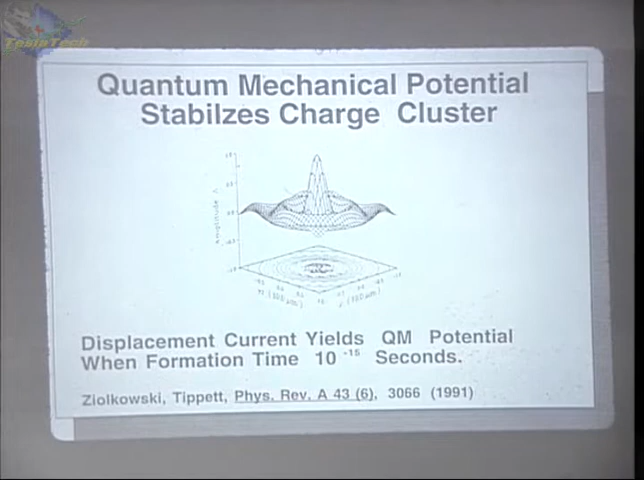 Quantum Mechanical Potential
Stabilzes Charge Cluster
Amplitude
Displacement Current Yields QM Potential
When Formation Time 10 -15 Seconds.
Ziolkowski, Tippett, Phys. Rev. A 43 (6), 3066 (1991)